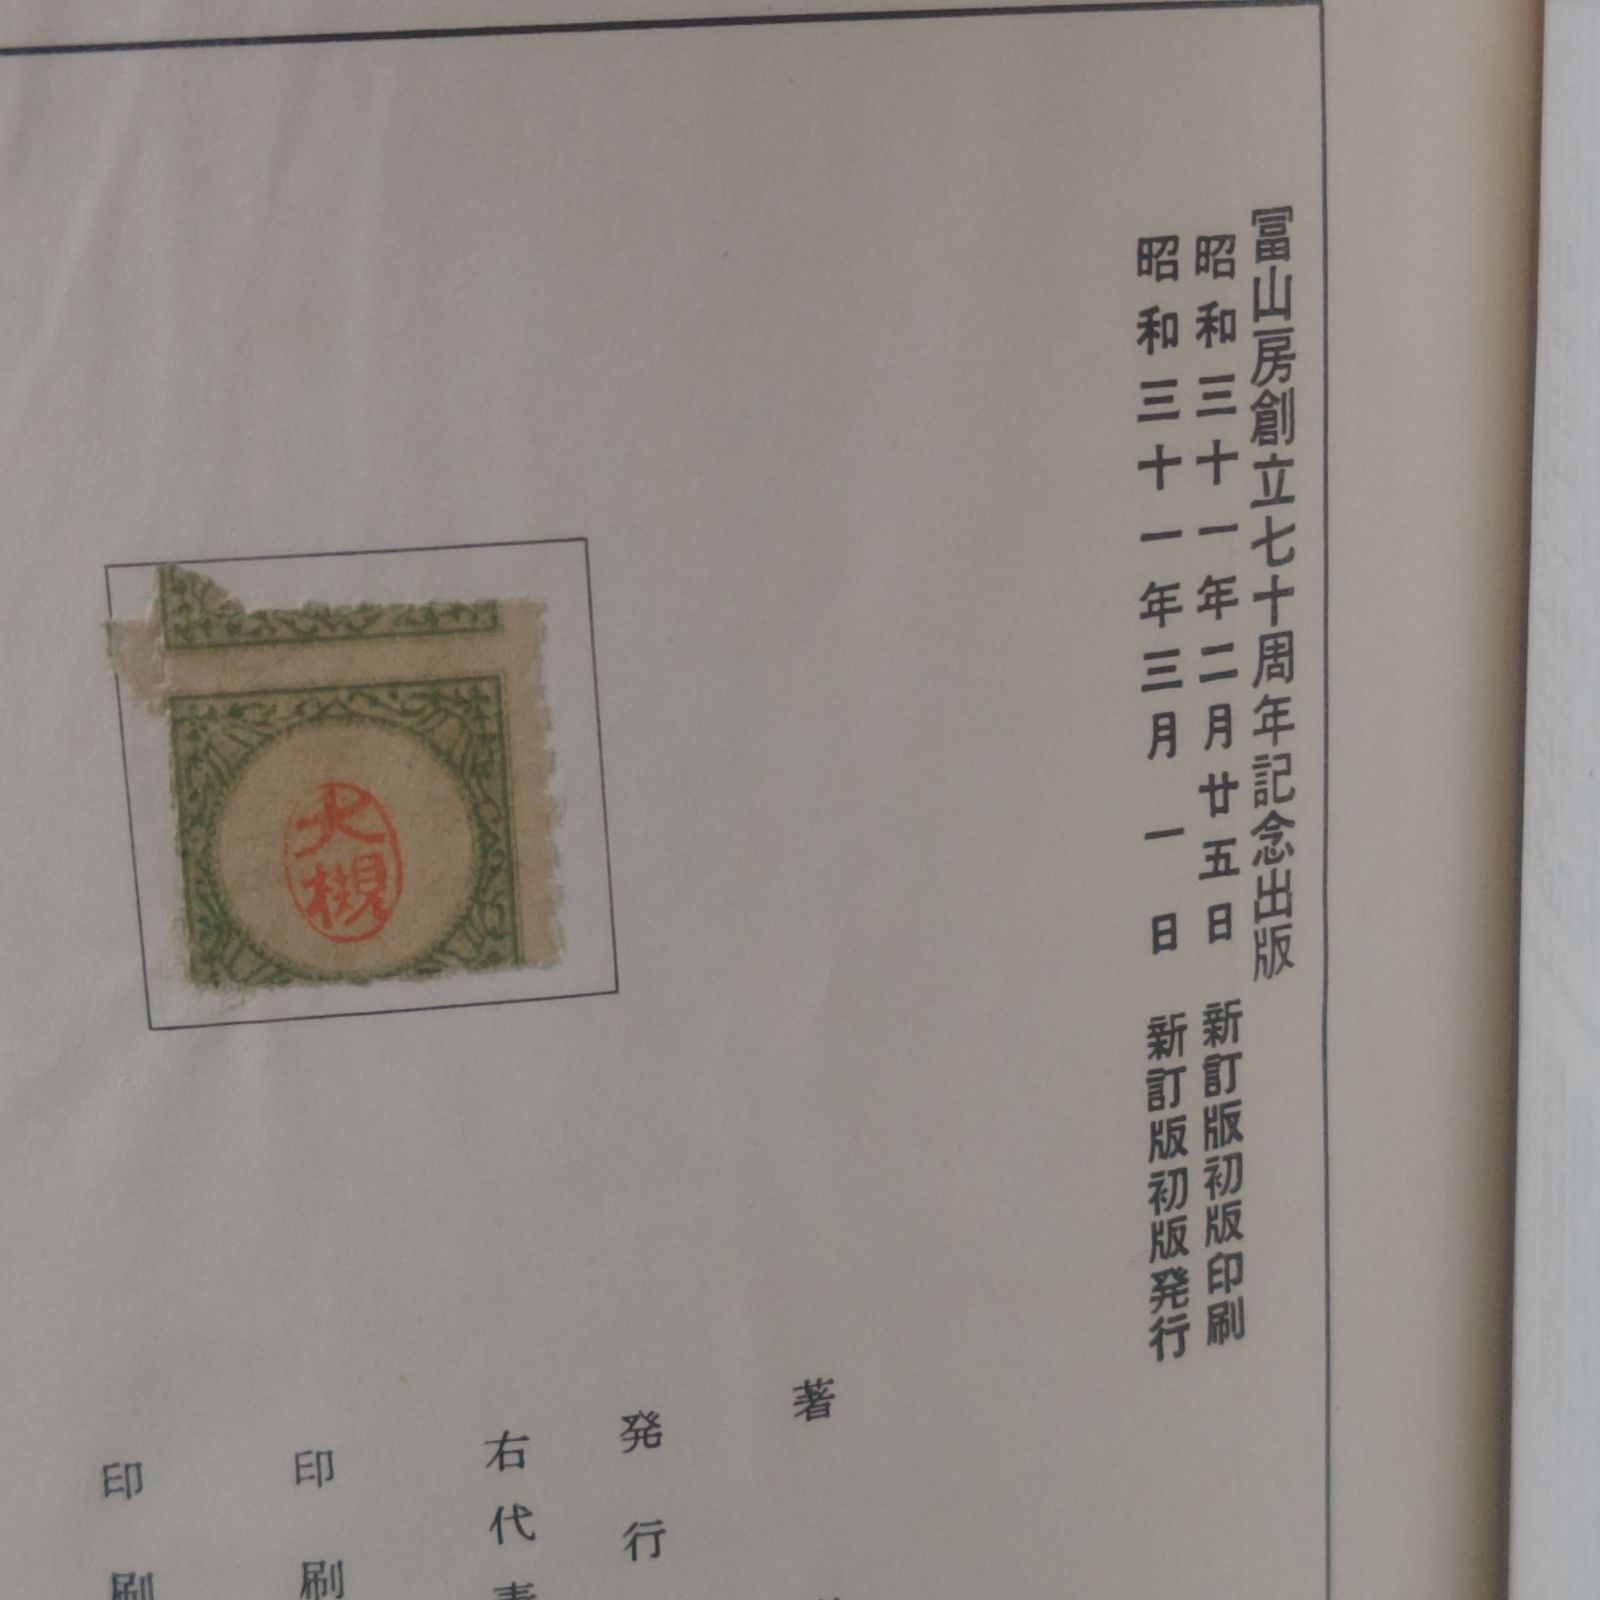 冨山房創立七十周年記念出版
昭和三十一年二月廿五日 新訂版初版印刷
昭和三十一年三月一日 新訂版初版発行
著
発行
右代表
印刷
印刷
大槻